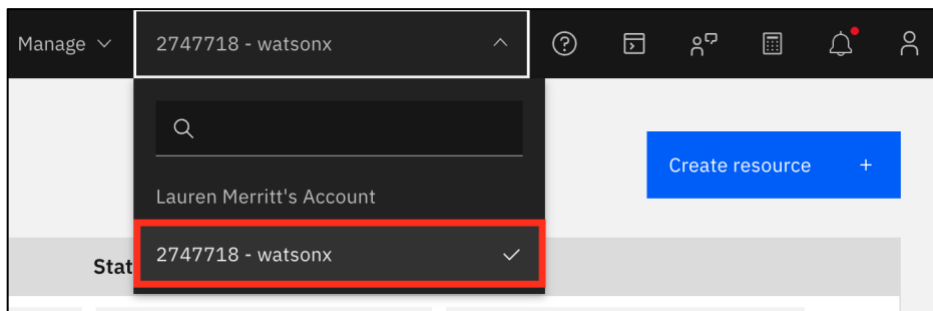 Manage
2747718 - watsonx
Create resource +
Lauren Merritt's Account
2747718 - watsonx
Stat